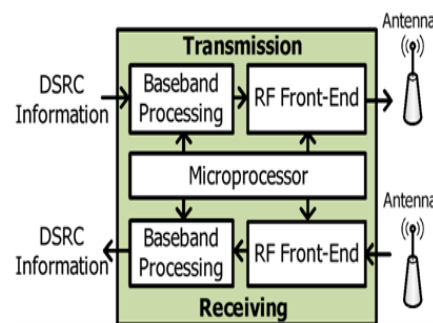 Transmission
Antenna
DSRC
Information
Baseband
Processing
RF Front-End
Microprocessor
Antenna
DSRC
Information
Baseband
Processing
RF Front-End
Receiving